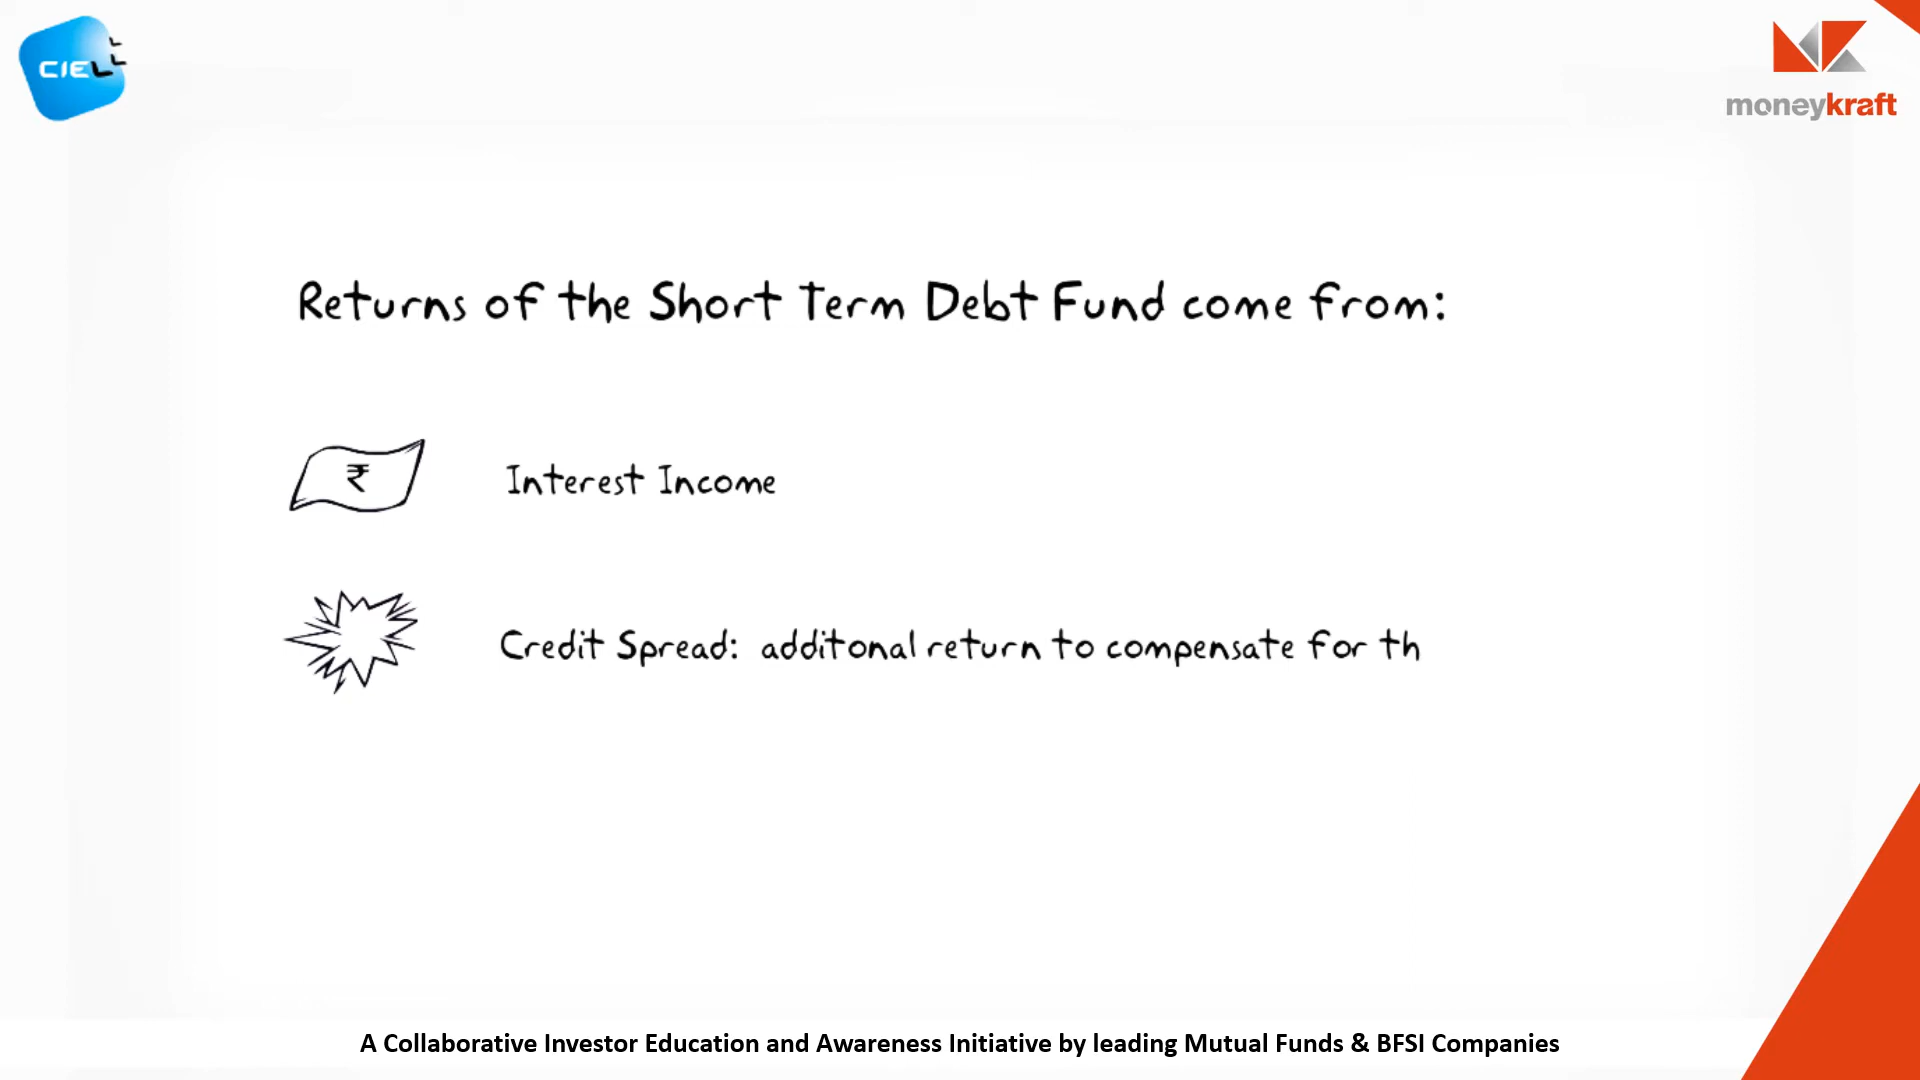 CIELL
moneykraft
Returns of the Short Term Debt Fund come from:
₹
Interest Income
Credit Spread: additonal return to compensate for th
A Collaborative Investor Education and Awareness Initiative by leading Mutual Funds & BFSI Companies